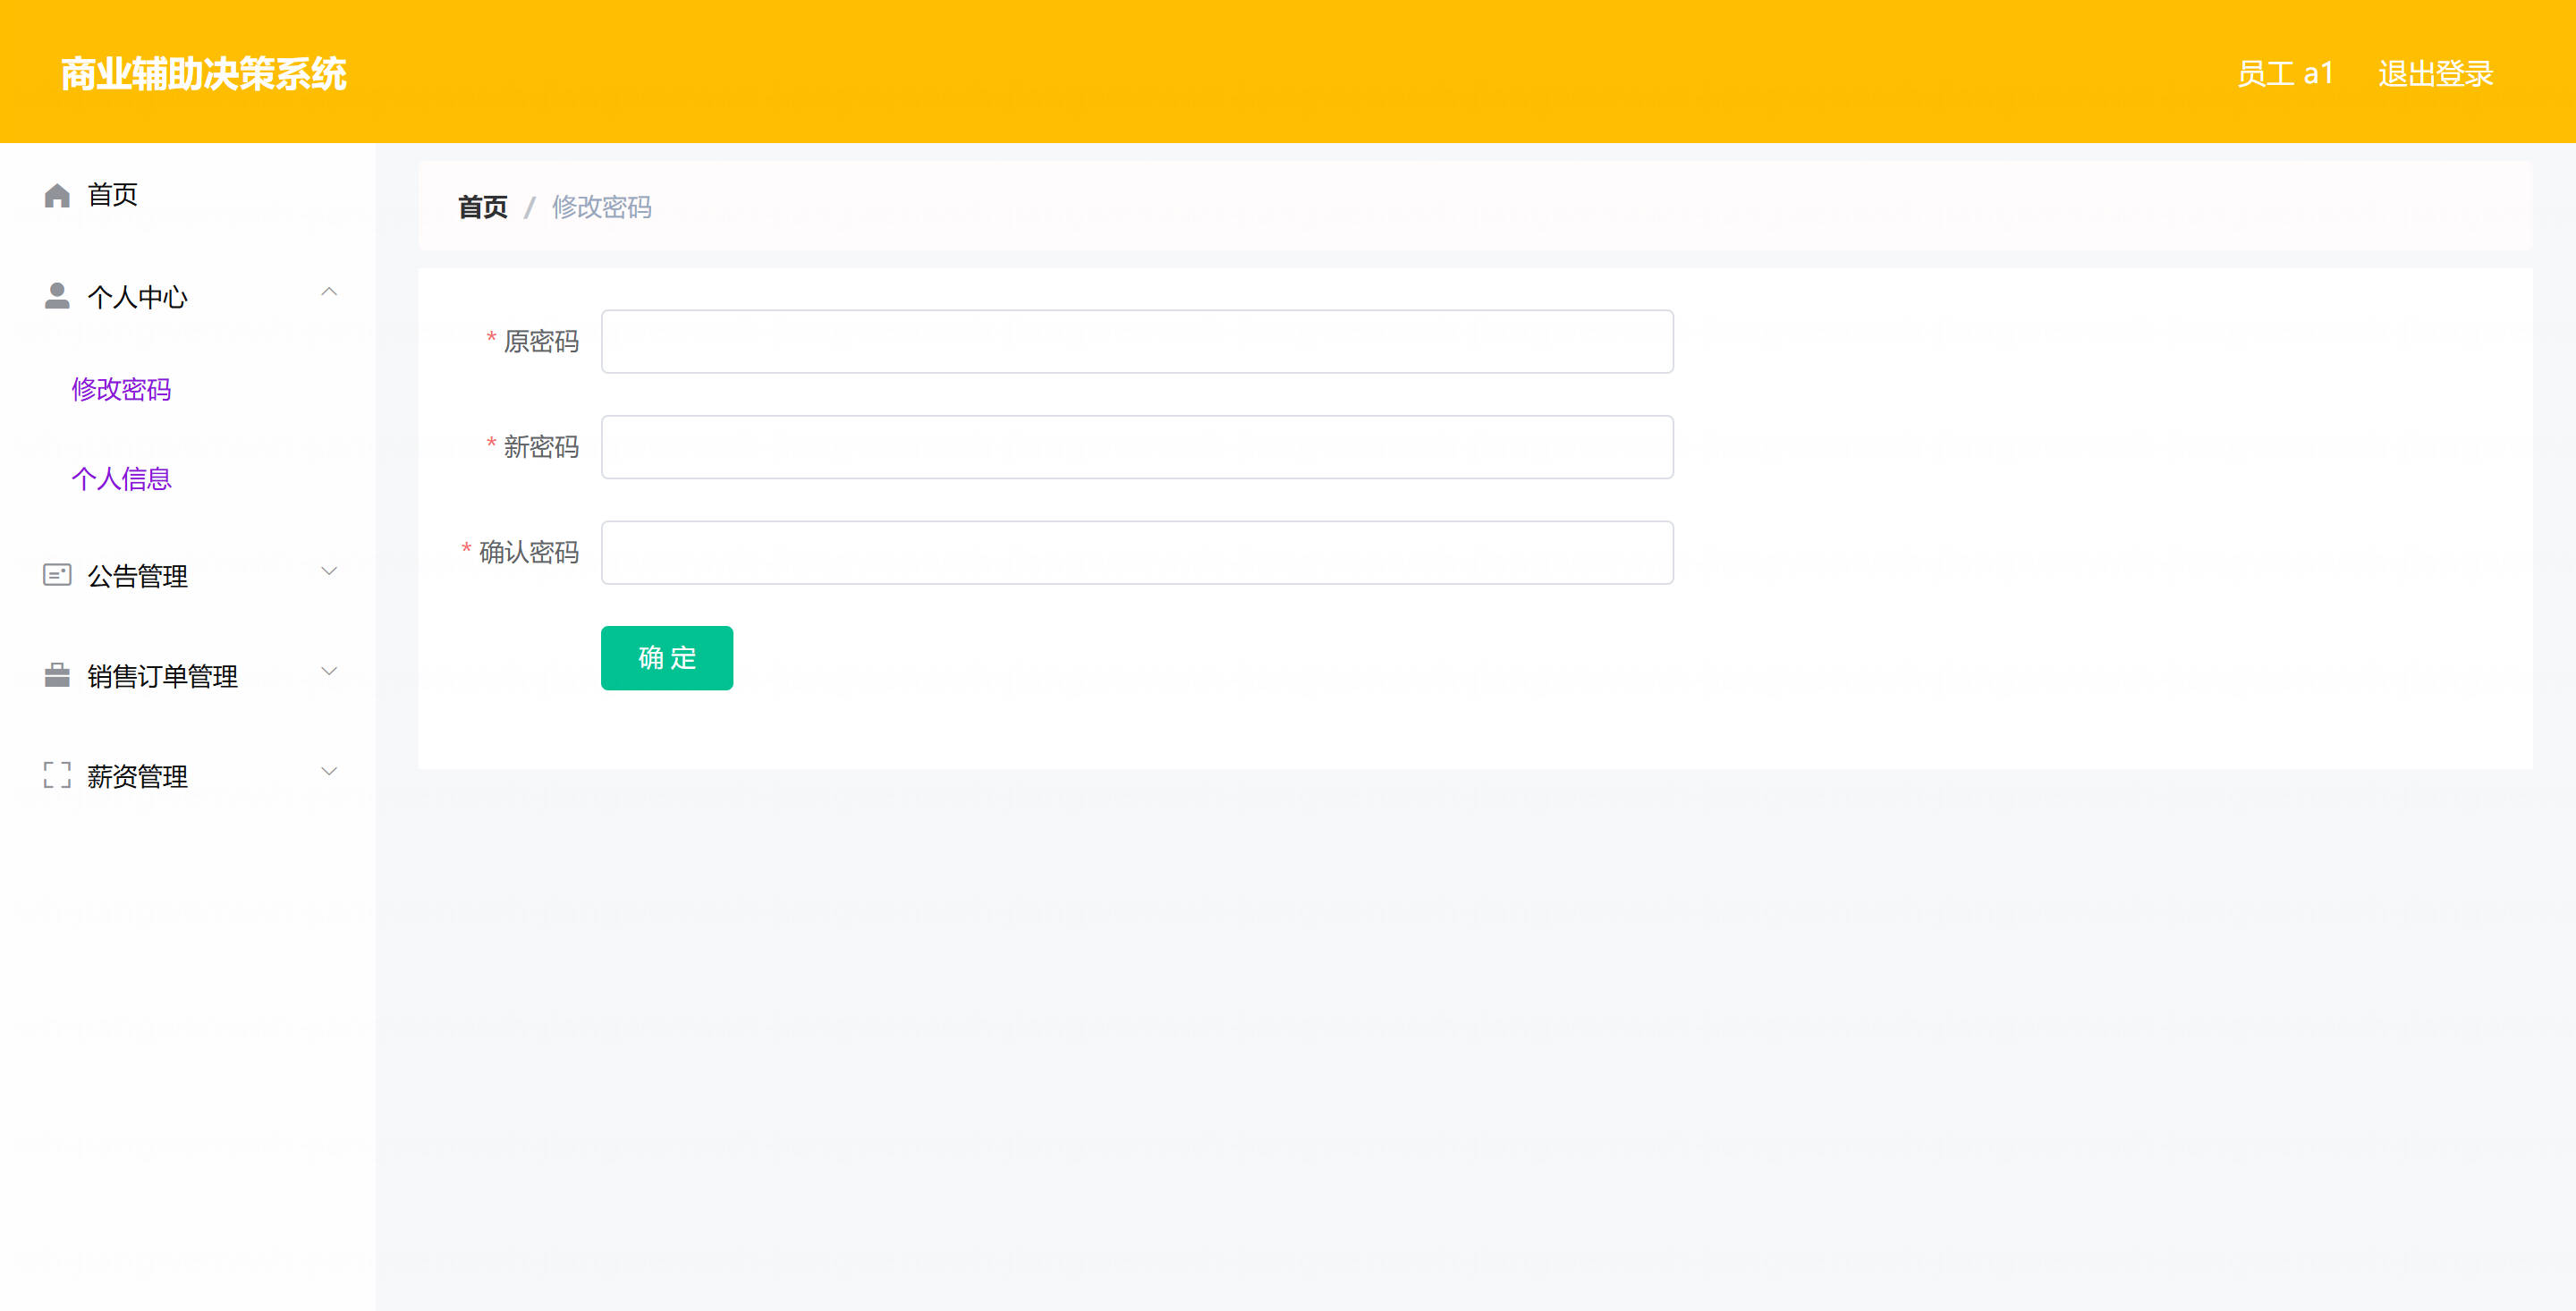 商业辅助决策系统
员工 a1 退出登录
首页
个人中心
修改密码
个人信息
公告管理
销售订单管理
薪资管理
首页 / 修改密码
* 原密码
* 新密码
* 确认密码
确 定